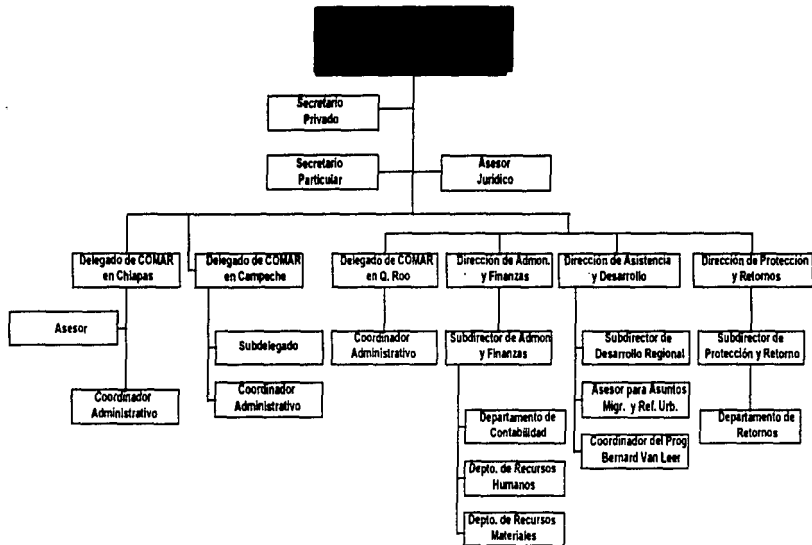 Secretario
Privado
Secretario
Particular
Asesor
Jurídico
Delegado de COMAR
en Chiapas
Delegado de COMAR
en Campeche
Delegado de COMAR
en Q. Roo
Dirección de Admon.
y Finanzas
Dirección de Asistencia
y Desarrollo
Dirección de Protección
y Retornos
Asesor
Subdelegado
Coordinador
Administrativo
Subdirector de Admon
y Finanzas
Subdirector de
Desarrollo Regional
Subdirector de
Protección y Retorno
Coordinador
Administrativo
Coordinador
Administrativo
Asesor para Asuntos
Migr. y Ref. Urb.
Departamento de
Contabilidad
Departamento de
Retornos
Coordinador del Prog
Bernard Van Leer
Depto. de Recursos
Humanos
Depto. de Recursos
Materiales